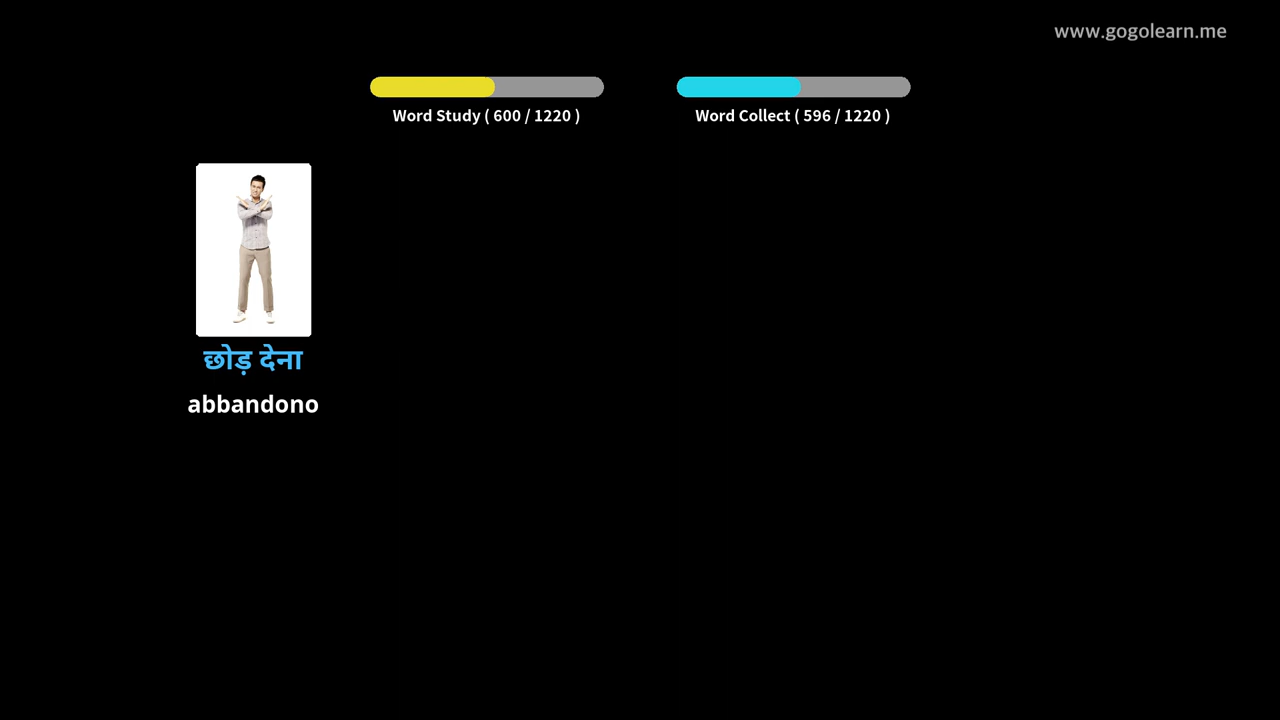 www.gogolearn.me
Word Study ( 600 / 1220 )
Word Collect ( 596 / 1220 )
छोड़ देना
abbandono